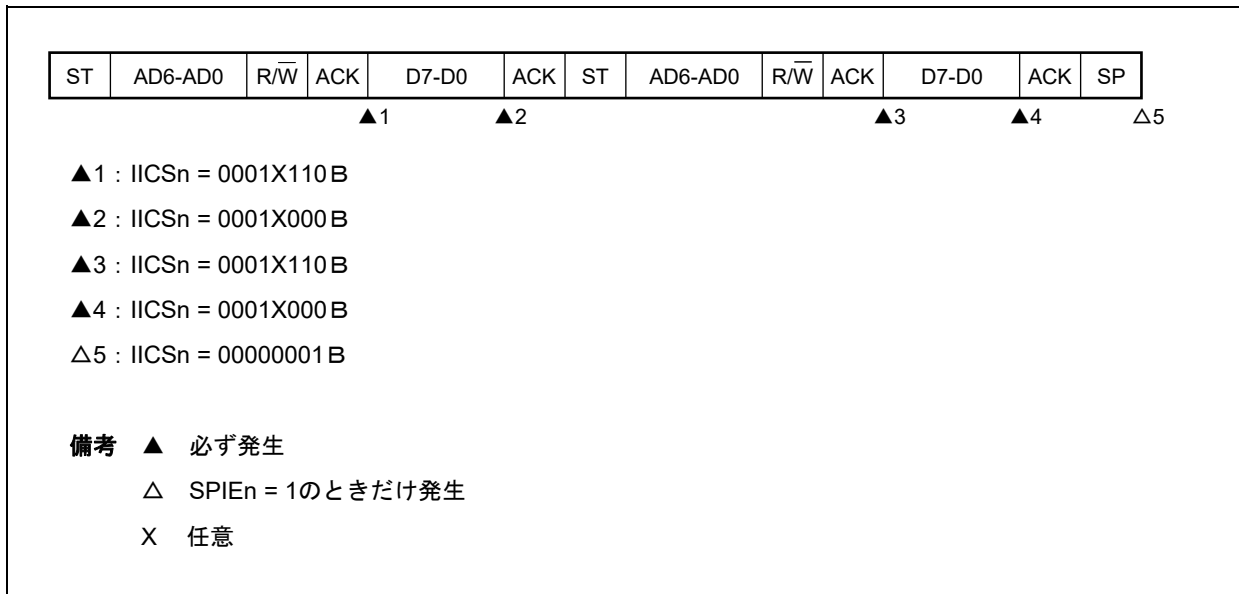 ST AD6-AD0 R/W̅ ACK D7-D0 ACK ST AD6-AD0 R/W̅ ACK D7-D0 ACK SP
▲1 ▲2 ▲3 ▲4 △5
▲1：IICSn = 0001X110Ｂ
▲2：IICSn = 0001X000Ｂ
▲3：IICSn = 0001X110Ｂ
▲4：IICSn = 0001X000Ｂ
△5：IICSn = 00000001Ｂ
備考 ▲ 必ず発生
△ SPIEn = 1のときだけ発生
X 任意